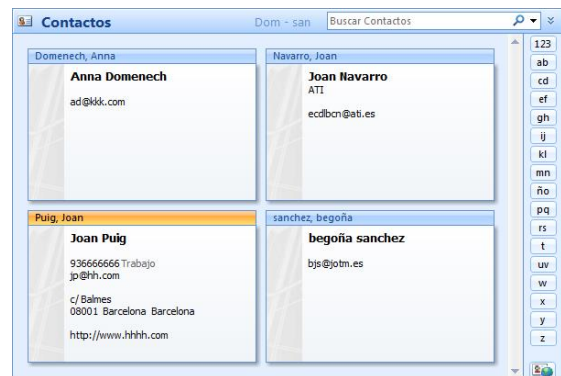 Contactos
Dom - san
Buscar Contactos
Domenech, Anna
Anna Domenech
ad@kkk.com
Navarro, Joan
Joan Navarro
ATI
ecdlbcn@ati.es
Puig, Joan
Joan Puig
936666666 Trabajo
jp@hh.com
c/ Balmes
08001 Barcelona Barcelona
http://www.hhhh.com
sanchez, begoña
begoña sanchez
bjs@jotm.es
123
ab
cd
ef
gh
ij
kl
mn
ño
pq
rs
t
uv
w
x
y
z